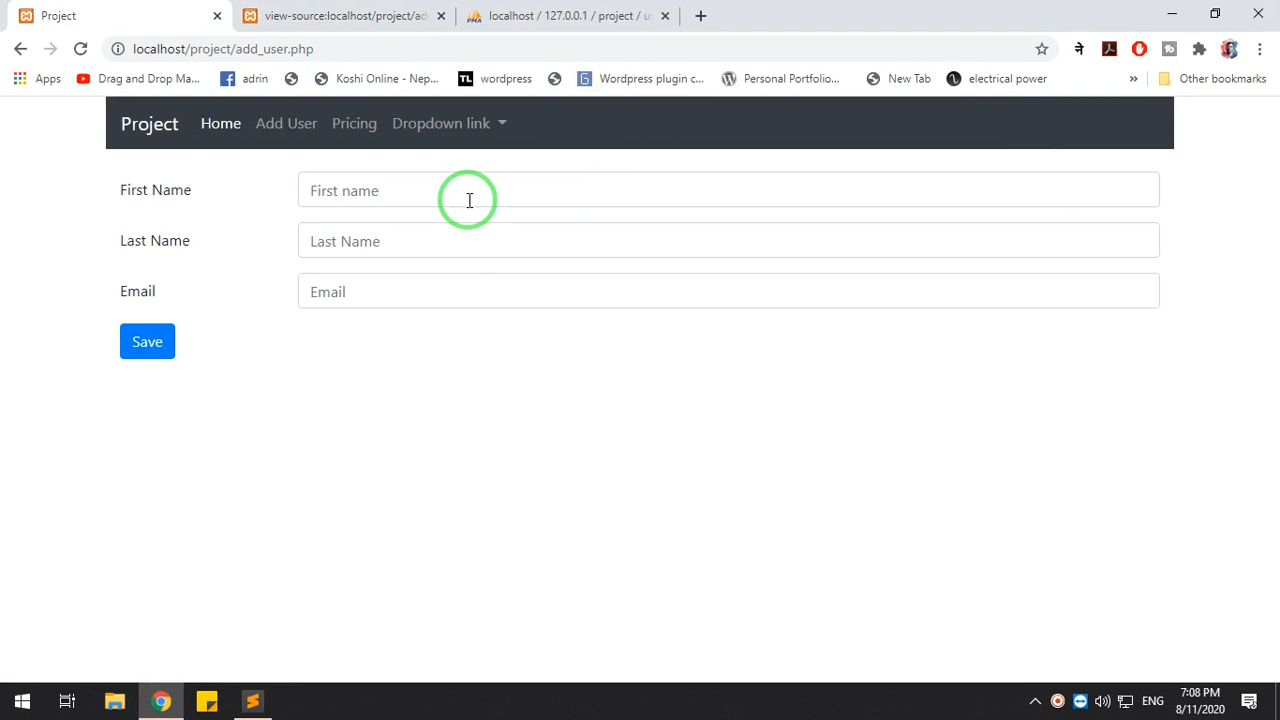 Project
view-source:localhost/project/ad
localhost / 127.0.0.1 / project / u
localhost/project/add_user.php
ने
Apps
Drag and Drop Ma...
adrin
Koshi Online - Nep...
TL wordpress
G Wordpress plugin c...
Personal Portfolio...
New Tab
electrical power
»
Other bookmarks
Project Home Add User Pricing Dropdown link
First Name
First name
Last Name
Last Name
Email
Email
Save
ENG
7:08 PM
8/11/2020